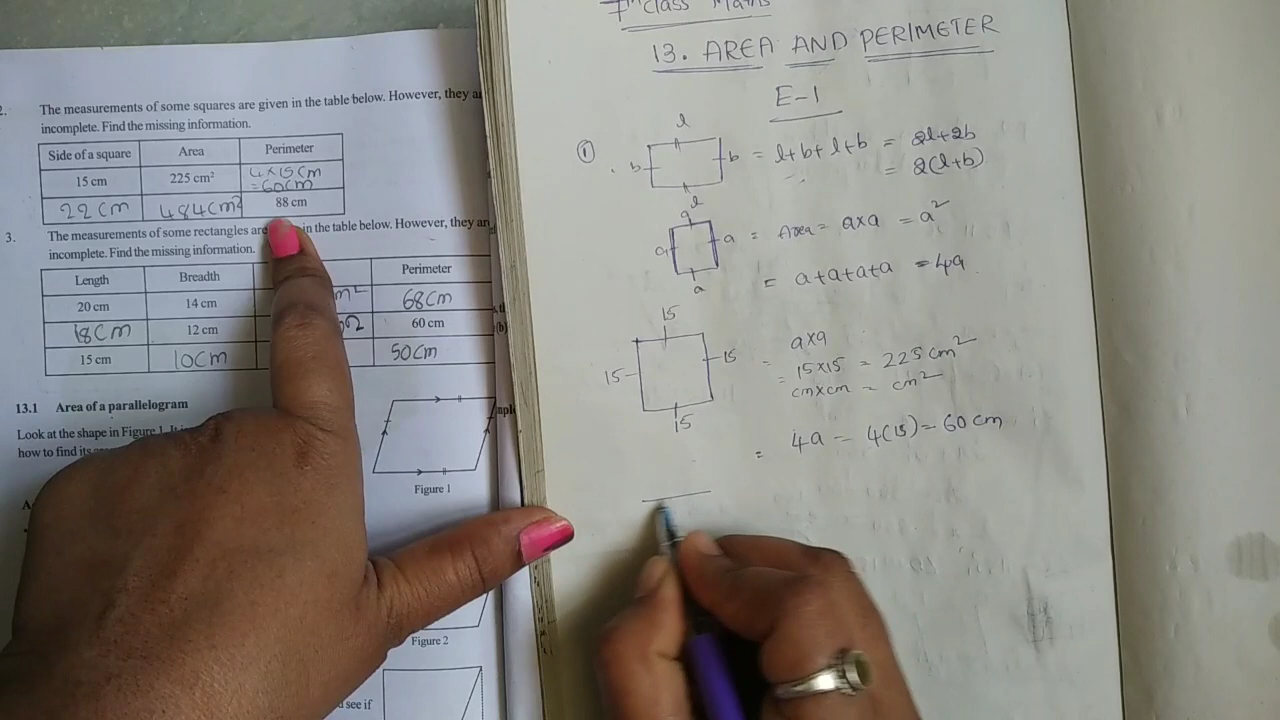 2. The measurements of some squares are given in the table below. However, they
incomplete. Find the missing information.
Side of a square Area Perimeter
15 cm 225 cm² 4×15cm
=60cm
22cm 484cm² 88 cm
3. The measurements of some rectangles are in the table below. However, they
incomplete. Find the missing information.
Length Breadth Perimeter
20 cm 14 cm 68cm
18cm 12 cm 60 cm
15 cm 10cm 50cm
13.1 Area of a parallelogram
Look at the shape in Figure 1.
how to find its
Figure 1
Figure 2
see if
7th class Maths
13. AREA AND PERIMETER
E-1
① l b b l = l+b+l+b = 2l+2b
= 2(l+b)
a a a a = Area = a×a = a²
= a+a+a+a = 4a
15 15 15 15 = a×a
= 15×15 = 225cm²
cm×cm = cm²
= 4a = 4(15) = 60 cm